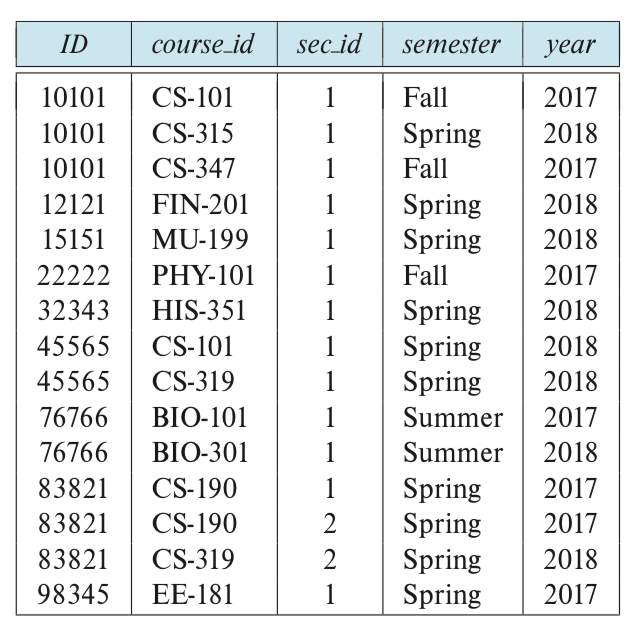 ID course_id sec_id semester year
10101 CS-101 1 Fall 2017
10101 CS-315 1 Spring 2018
10101 CS-347 1 Fall 2017
12121 FIN-201 1 Spring 2018
15151 MU-199 1 Spring 2018
22222 PHY-101 1 Fall 2017
32343 HIS-351 1 Spring 2018
45565 CS-101 1 Spring 2018
45565 CS-319 1 Spring 2018
76766 BIO-101 1 Summer 2017
76766 BIO-301 1 Summer 2018
83821 CS-190 1 Spring 2017
83821 CS-190 2 Spring 2017
83821 CS-319 2 Spring 2018
98345 EE-181 1 Spring 2017